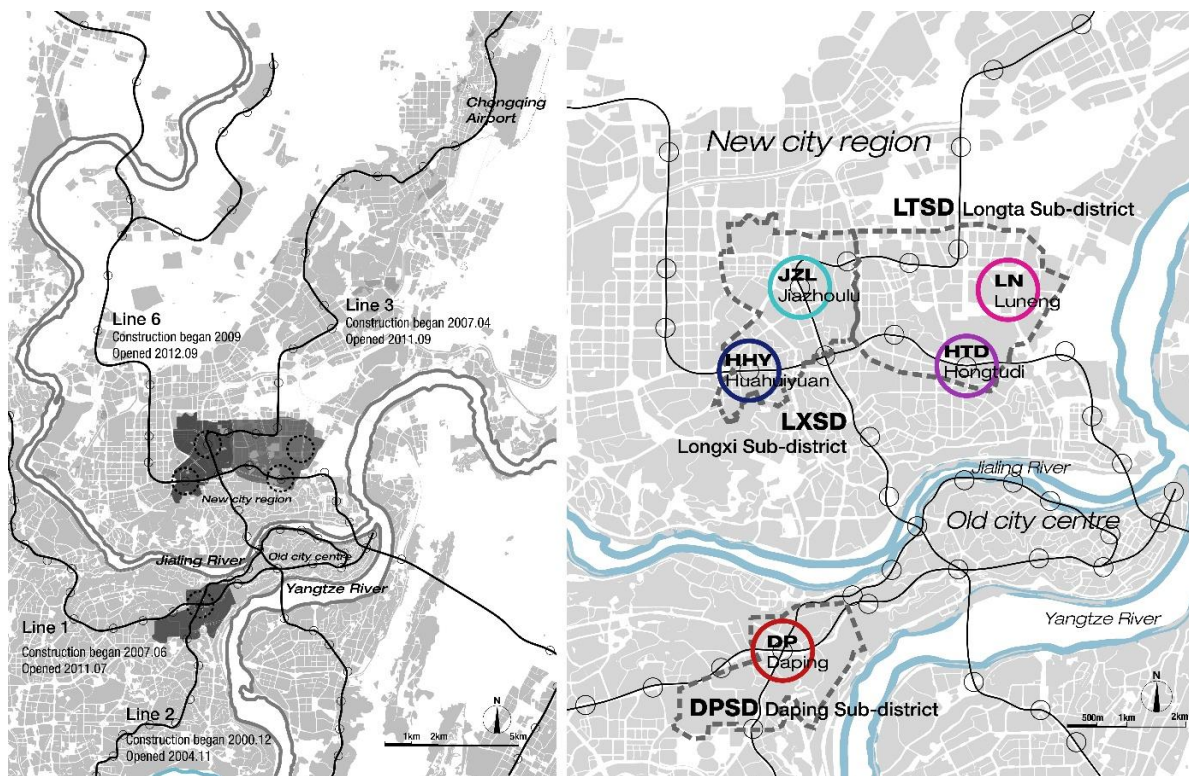 Chongqing
Airport
Line 3
Construction began 2007.04
Opened 2011.09
Line 6
Construction began 2009
Opened 2012.09
New city region
Jialing River
Old city centre
Yangtze River
Line 1
Construction began 2007.06
Opened 2011.07
Line 2
Construction began 2000.12
Opened 2004.11
N
1km 2km 5km
New city region
LTSD Longta Sub-district
JZL
Jiazhoulu
LN
Luneng
HHY
Huahuiyuan
HTD
Hongtudi
LXSD
Longxi Sub-district
Jialing River
Old city centre
Yangtze River
DP
Daping
DPSD Daping Sub-district
N
500m 1km 2km